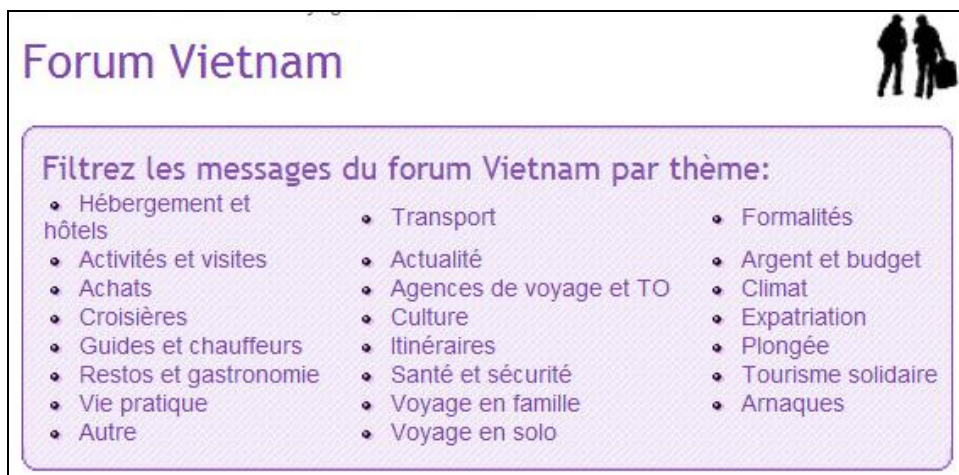 Forum Vietnam
Filtrez les messages du forum Vietnam par thème:
Hébergement et
hôtels
Transport
Formalités
Activités et visites
Actualité
Argent et budget
Achats
Agences de voyage et TO
Climat
Croisières
Culture
Expatriation
Guides et chauffeurs
Itinéraires
Plongée
Restos et gastronomie
Santé et sécurité
Tourisme solidaire
Vie pratique
Voyage en famille
Arnaques
Autre
Voyage en solo